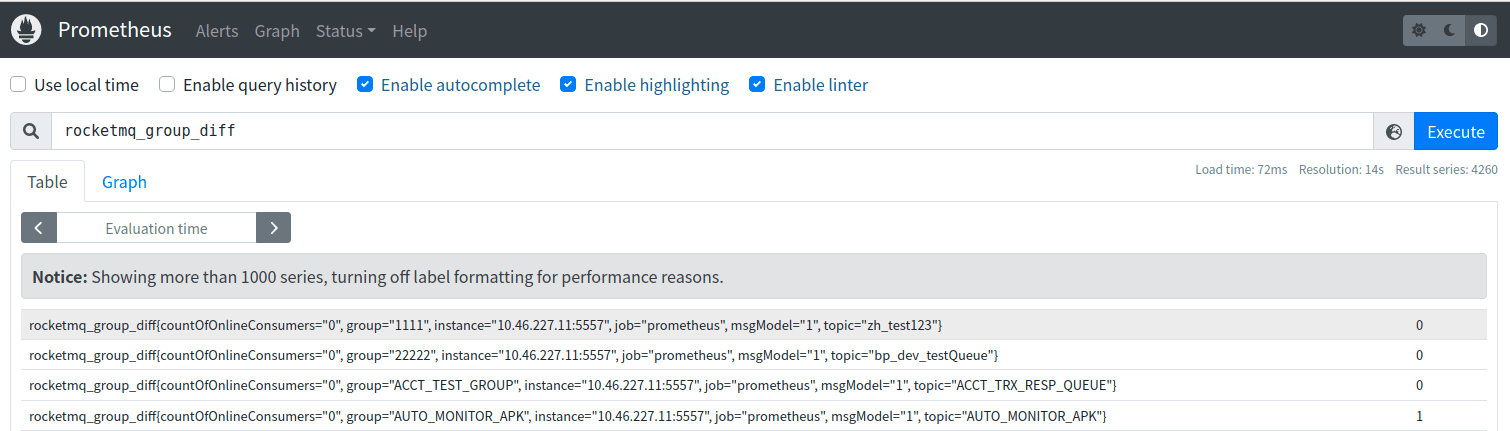 Prometheus Alerts Graph Status Help
Use local time Enable query history Enable autocomplete Enable highlighting Enable linter
rocketmq_group_diff Execute
Load time: 72ms Resolution: 14s Result series: 4260
Table Graph
Evaluation time
Notice: Showing more than 1000 series, turning off label formatting for performance reasons.
rocketmq_group_diff{countOfOnlineConsumers="0", group="1111", instance="10.46.227.11:5557", job="prometheus", msgModel="1", topic="zh_test123"} 0
rocketmq_group_diff{countOfOnlineConsumers="0", group="22222", instance="10.46.227.11:5557", job="prometheus", msgModel="1", topic="bp_dev_testQueue"} 0
rocketmq_group_diff{countOfOnlineConsumers="0", group="ACCT_TEST_GROUP", instance="10.46.227.11:5557", job="prometheus", msgModel="1", topic="ACCT_TRX_RESP_QUEUE"} 0
rocketmq_group_diff{countOfOnlineConsumers="0", group="AUTO_MONITOR_APK", instance="10.46.227.11:5557", job="prometheus", msgModel="1", topic="AUTO_MONITOR_APK"} 1